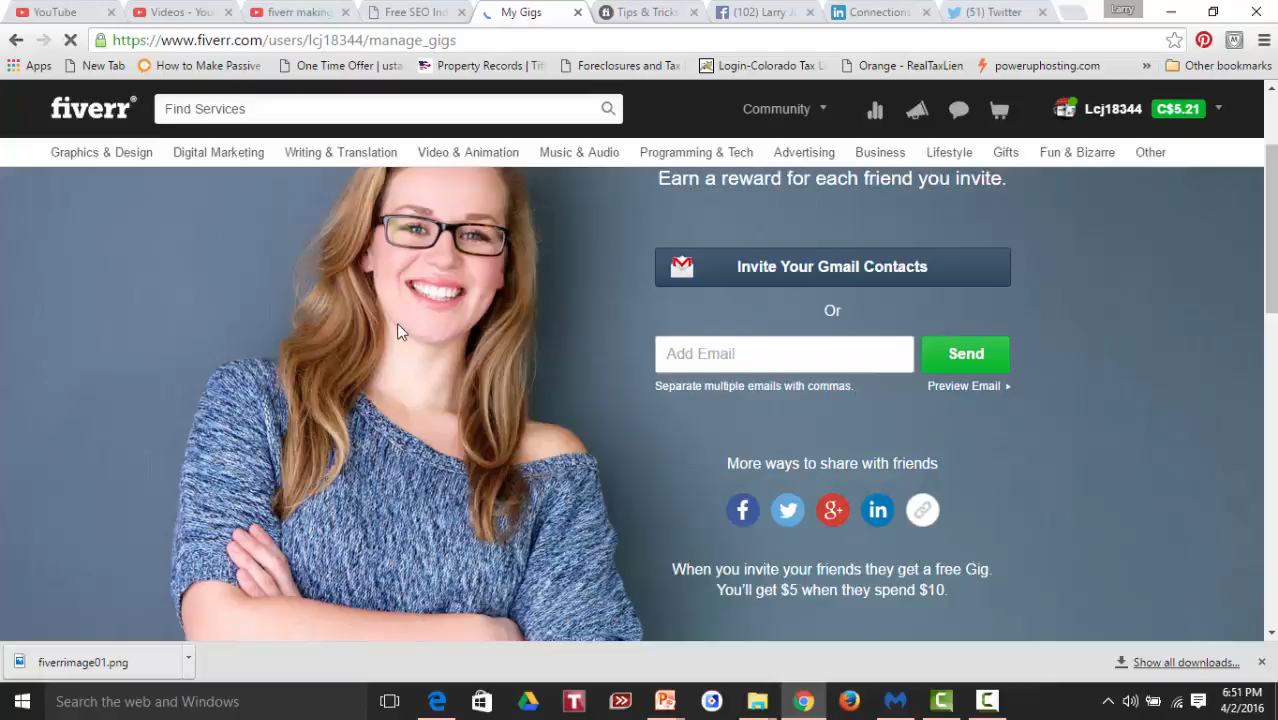 YouTube
Videos - You
fiverr making
Free SEO Ind
My Gigs
Tips & Tricks
(102) Larry J
Connections
(51) Twitter
Larry
https://www.fiverr.com/users/lcj18344/manage_gigs
Apps
New Tab
How to Make Passive
One Time Offer | usta
Property Records | Tit
Foreclosures and Tax
Login-Colorado Tax L
Orange - RealTaxLien
poweruphosting.com
»
Other bookmarks
fiverr®
Find Services
Community
Lcj18344
C$5.21
Graphics & Design
Digital Marketing
Writing & Translation
Video & Animation
Music & Audio
Programming & Tech
Advertising
Business
Lifestyle
Gifts
Fun & Bizarre
Other
Earn a reward for each friend you invite.
Invite Your Gmail Contacts
Or
Add Email
Send
Separate multiple emails with commas.
Preview Email
More ways to share with friends
When you invite your friends they get a free Gig.
You'll get $5 when they spend $10.
fiverrimage01.png
Show all downloads...
Search the web and Windows
6:51 PM
4/2/2016